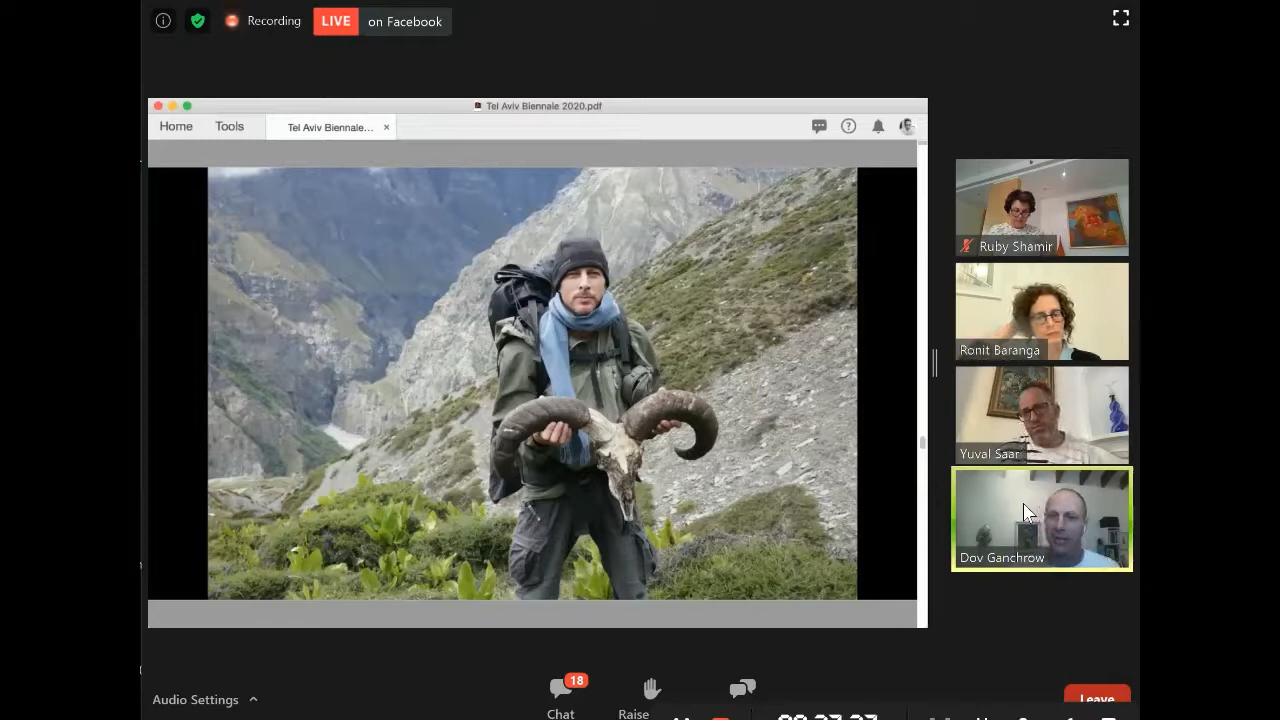 Recording
LIVE on Facebook
Tel Aviv Biennale 2020.pdf
Home Tools Tel Aviv Biennale... ×
Ruby Shamir
Ronit Baranga
Yuval Saar
Dov Ganchrow
Audio Settings
18
Chat
Raise
Leave